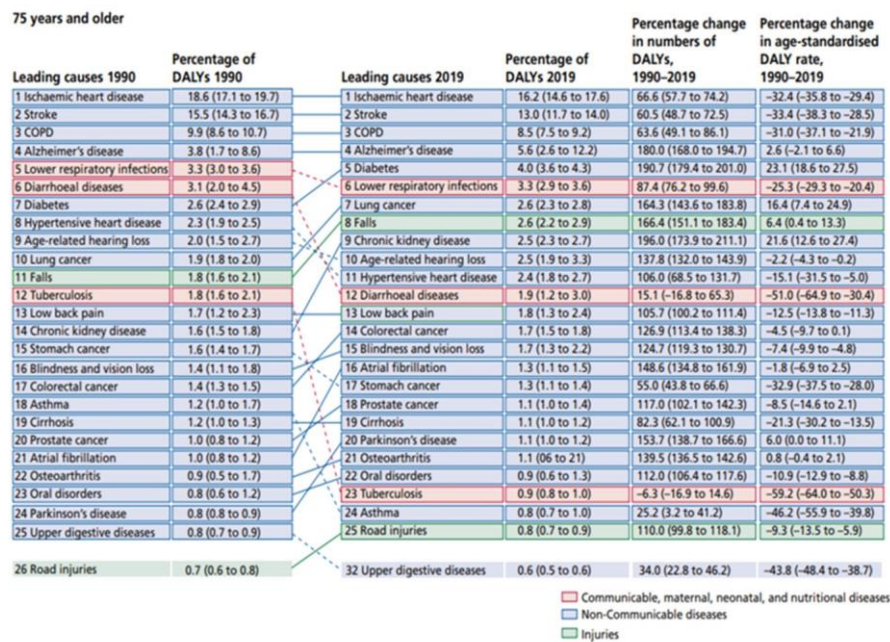 75 years and older
Leading causes 1990 Percentage of DALYs 1990 Leading causes 2019 Percentage of DALYs 2019 Percentage change in numbers of DALYs, 1990–2019 Percentage change in age-standardised DALY rate, 1990–2019
1 Ischaemic heart disease 18.6 (17.1 to 19.7) 1 Ischaemic heart disease 16.2 (14.6 to 17.6) 66.6 (57.7 to 74.2) −32.4 (−35.8 to −29.4)
2 Stroke 15.5 (14.3 to 16.7) 2 Stroke 13.0 (11.7 to 14.0) 60.5 (48.7 to 72.5) −33.4 (−38.3 to −28.5)
3 COPD 9.9 (8.6 to 10.7) 3 COPD 8.5 (7.5 to 9.2) 63.6 (49.1 to 86.1) −31.0 (−37.1 to −21.9)
4 Alzheimer's disease 3.8 (1.7 to 8.6) 4 Alzheimer's disease 5.6 (2.6 to 12.2) 180.0 (168.0 to 194.7) 2.6 (−2.1 to 6.6)
5 Lower respiratory infections 3.3 (3.0 to 3.6) 5 Diabetes 4.0 (3.6 to 4.3) 190.7 (179.4 to 201.0) 23.1 (18.6 to 27.5)
6 Diarrhoeal diseases 3.1 (2.0 to 4.5) 6 Lower respiratory infections 3.3 (2.9 to 3.6) 87.4 (76.2 to 99.6) −25.3 (−29.3 to −20.4)
7 Diabetes 2.6 (2.4 to 2.9) 7 Lung cancer 2.6 (2.3 to 2.8) 164.3 (143.6 to 183.8) 16.4 (7.4 to 24.9)
8 Hypertensive heart disease 2.3 (1.9 to 2.5) 8 Falls 2.6 (2.2 to 2.9) 166.4 (151.1 to 183.4) 6.4 (0.4 to 13.3)
9 Age-related hearing loss 2.0 (1.5 to 2.7) 9 Chronic kidney disease 2.5 (2.3 to 2.7) 196.0 (173.9 to 211.1) 21.6 (12.6 to 27.4)
10 Lung cancer 1.9 (1.8 to 2.0) 10 Age-related hearing loss 2.5 (1.9 to 3.3) 137.8 (132.0 to 143.9) −2.2 (−4.3 to −0.2)
11 Falls 1.8 (1.6 to 2.1) 11 Hypertensive heart disease 2.4 (1.8 to 2.7) 106.0 (68.5 to 131.7) −15.1 (−31.5 to −5.0)
12 Tuberculosis 1.8 (1.6 to 2.1) 12 Diarrhoeal diseases 1.9 (1.2 to 3.0) 15.1 (−16.8 to 65.3) −51.0 (−64.9 to −30.4)
13 Low back pain 1.7 (1.2 to 2.3) 13 Low back pain 1.8 (1.3 to 2.4) 105.7 (100.2 to 111.4) −12.5 (−13.8 to −11.3)
14 Chronic kidney disease 1.6 (1.5 to 1.8) 14 Colorectal cancer 1.7 (1.5 to 1.8) 126.9 (113.4 to 138.3) −4.5 (−9.7 to 0.1)
15 Stomach cancer 1.6 (1.4 to 1.7) 15 Blindness and vision loss 1.7 (1.3 to 2.2) 124.7 (119.3 to 130.7) −7.4 (−9.9 to −4.8)
16 Blindness and vision loss 1.4 (1.1 to 1.8) 16 Atrial fibrillation 1.3 (1.1 to 1.5) 148.6 (134.8 to 161.9) −1.8 (−6.9 to 2.5)
17 Colorectal cancer 1.4 (1.3 to 1.5) 17 Stomach cancer 1.3 (1.1 to 1.4) 55.0 (43.8 to 66.6) −32.9 (−37.5 to −28.0)
18 Asthma 1.2 (1.0 to 1.7) 18 Prostate cancer 1.1 (1.0 to 1.4) 117.0 (102.1 to 142.3) −8.5 (−14.6 to 2.1)
19 Cirrhosis 1.2 (1.0 to 1.3) 19 Cirrhosis 1.1 (1.0 to 1.2) 82.3 (62.1 to 100.9) −21.3 (−30.2 to −13.5)
20 Prostate cancer 1.0 (0.8 to 1.2) 20 Parkinson's disease 1.1 (1.0 to 1.2) 153.7 (138.7 to 166.6) 6.0 (0.0 to 11.1)
21 Atrial fibrillation 1.0 (0.8 to 1.2) 21 Osteoarthritis 1.1 (06 to 21) 139.5 (136.5 to 142.6) 0.8 (−0.4 to 2.1)
22 Osteoarthritis 0.9 (0.5 to 1.7) 22 Oral disorders 0.9 (0.6 to 1.3) 112.0 (106.4 to 117.6) −10.9 (−12.9 to −8.8)
23 Oral disorders 0.8 (0.6 to 1.2) 23 Tuberculosis 0.9 (0.8 to 1.0) −6.3 (−16.9 to 14.6) −59.2 (−64.0 to −50.3)
24 Parkinson's disease 0.8 (0.8 to 0.9) 24 Asthma 0.8 (0.7 to 1.0) 25.2 (3.2 to 41.2) −46.2 (−55.9 to −39.8)
25 Upper digestive diseases 0.8 (0.7 to 0.9) 25 Road injuries 0.8 (0.7 to 0.9) 110.0 (99.8 to 118.1) −9.3 (−13.5 to −5.9)
26 Road injuries 0.7 (0.6 to 0.8) 32 Upper digestive diseases 0.6 (0.5 to 0.6) 34.0 (22.8 to 46.2) −43.8 (−48.4 to −38.7)
Communicable, maternal, neonatal, and nutritional diseases
Non-Communicable diseases
Injuries